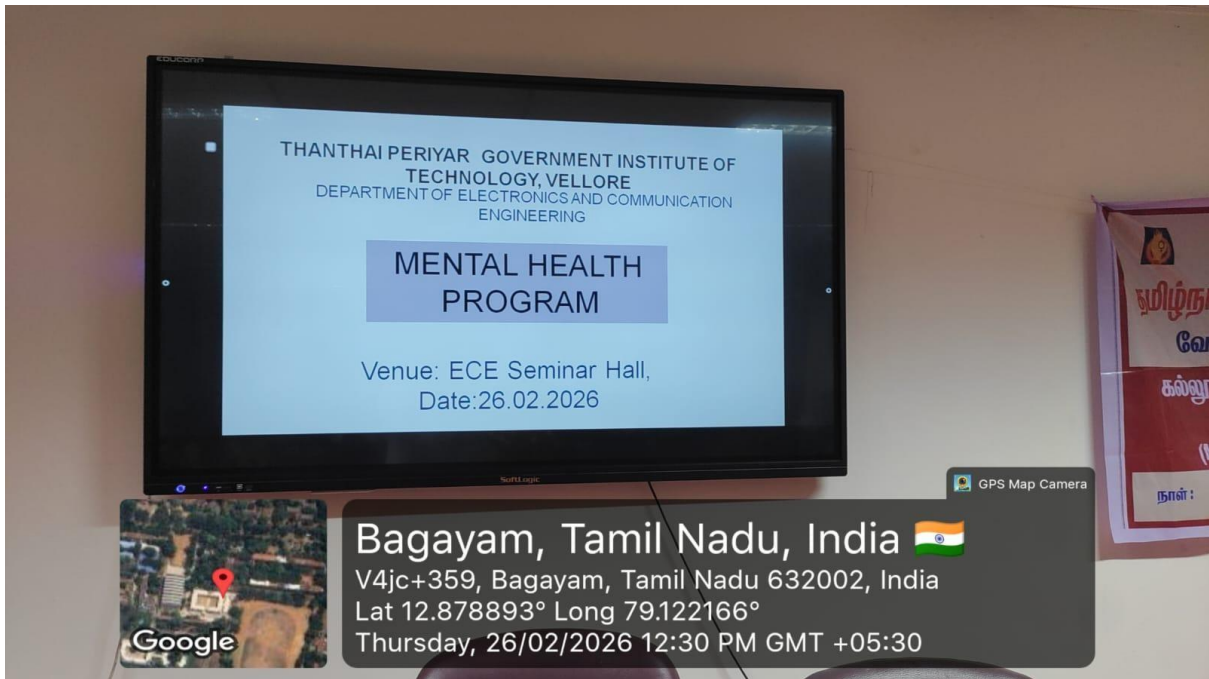 EDUCOMP
THANTHAI PERIYAR GOVERNMENT INSTITUTE OF
TECHNOLOGY, VELLORE
DEPARTMENT OF ELECTRONICS AND COMMUNICATION
ENGINEERING
MENTAL HEALTH
PROGRAM
Venue: ECE Seminar Hall,
Date:26.02.2026
SoftLogic
நாள் :
GPS Map Camera
Google
Bagayam, Tamil Nadu, India
V4jc+359, Bagayam, Tamil Nadu 632002, India
Lat 12.878893° Long 79.122166°
Thursday, 26/02/2026 12:30 PM GMT +05:30